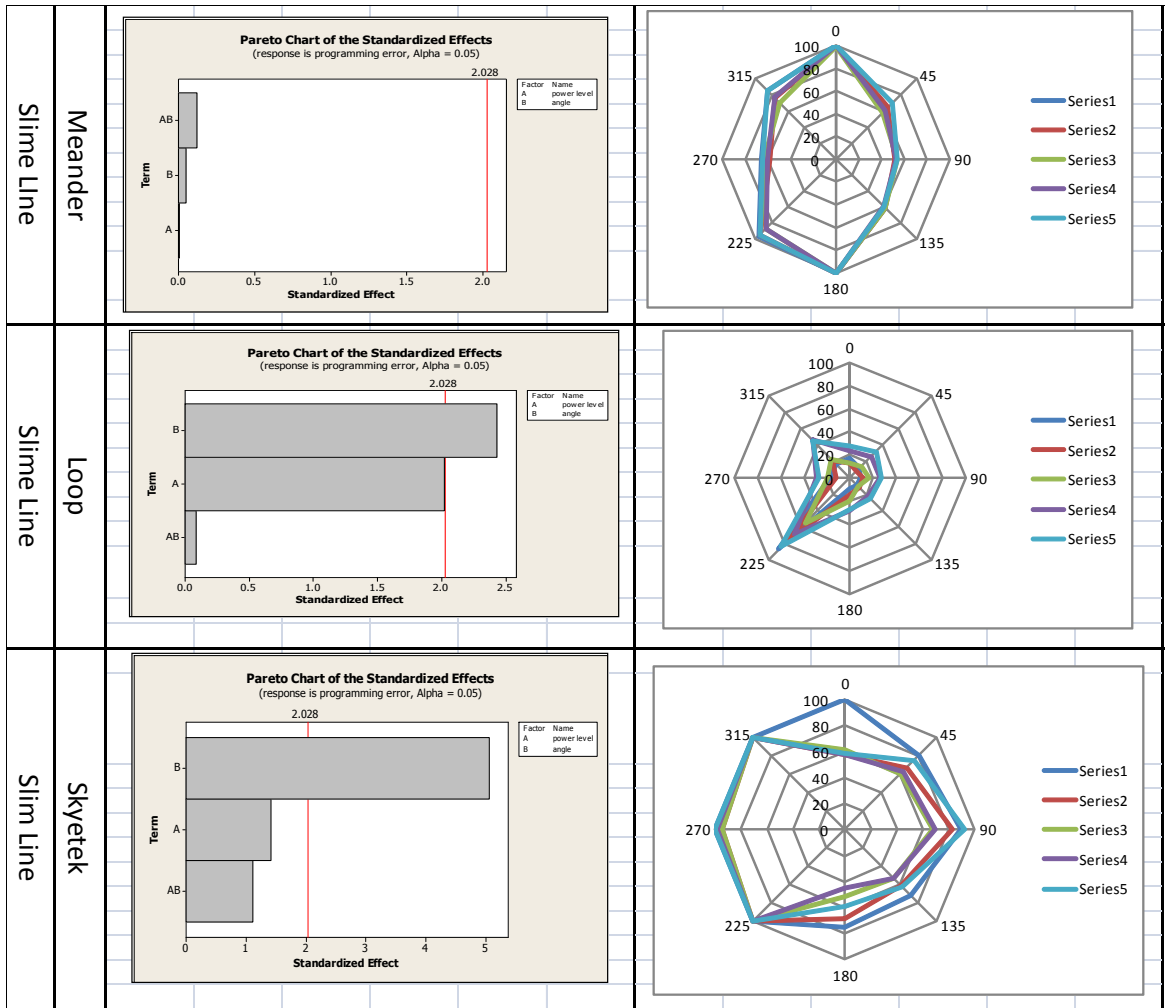 Slime LIne
Meander
Pareto Chart of the Standardized Effects
(response is programming error, Alpha = 0.05)
2.028
Factor Name
A power level
B angle
Term
AB
B
A
0.0 0.5 1.0 1.5 2.0
Standardized Effect
0
45
90
135
180
225
270
315
100
80
60
40
20
0
Series1
Series2
Series3
Series4
Series5
Slime Line
Loop
Pareto Chart of the Standardized Effects
(response is programming error, Alpha = 0.05)
2.028
Factor Name
A power level
B angle
Term
B
A
AB
0.0 0.5 1.0 1.5 2.0 2.5
Standardized Effect
0
45
90
135
180
225
270
315
100
80
60
40
20
0
Series1
Series2
Series3
Series4
Series5
Slim Line
Skyetek
Pareto Chart of the Standardized Effects
(response is programming error, Alpha = 0.05)
2.028
Factor Name
A power level
B angle
Term
B
A
AB
0 1 2 3 4 5
Standardized Effect
0
45
90
135
180
225
270
315
100
80
60
40
20
0
Series1
Series2
Series3
Series4
Series5